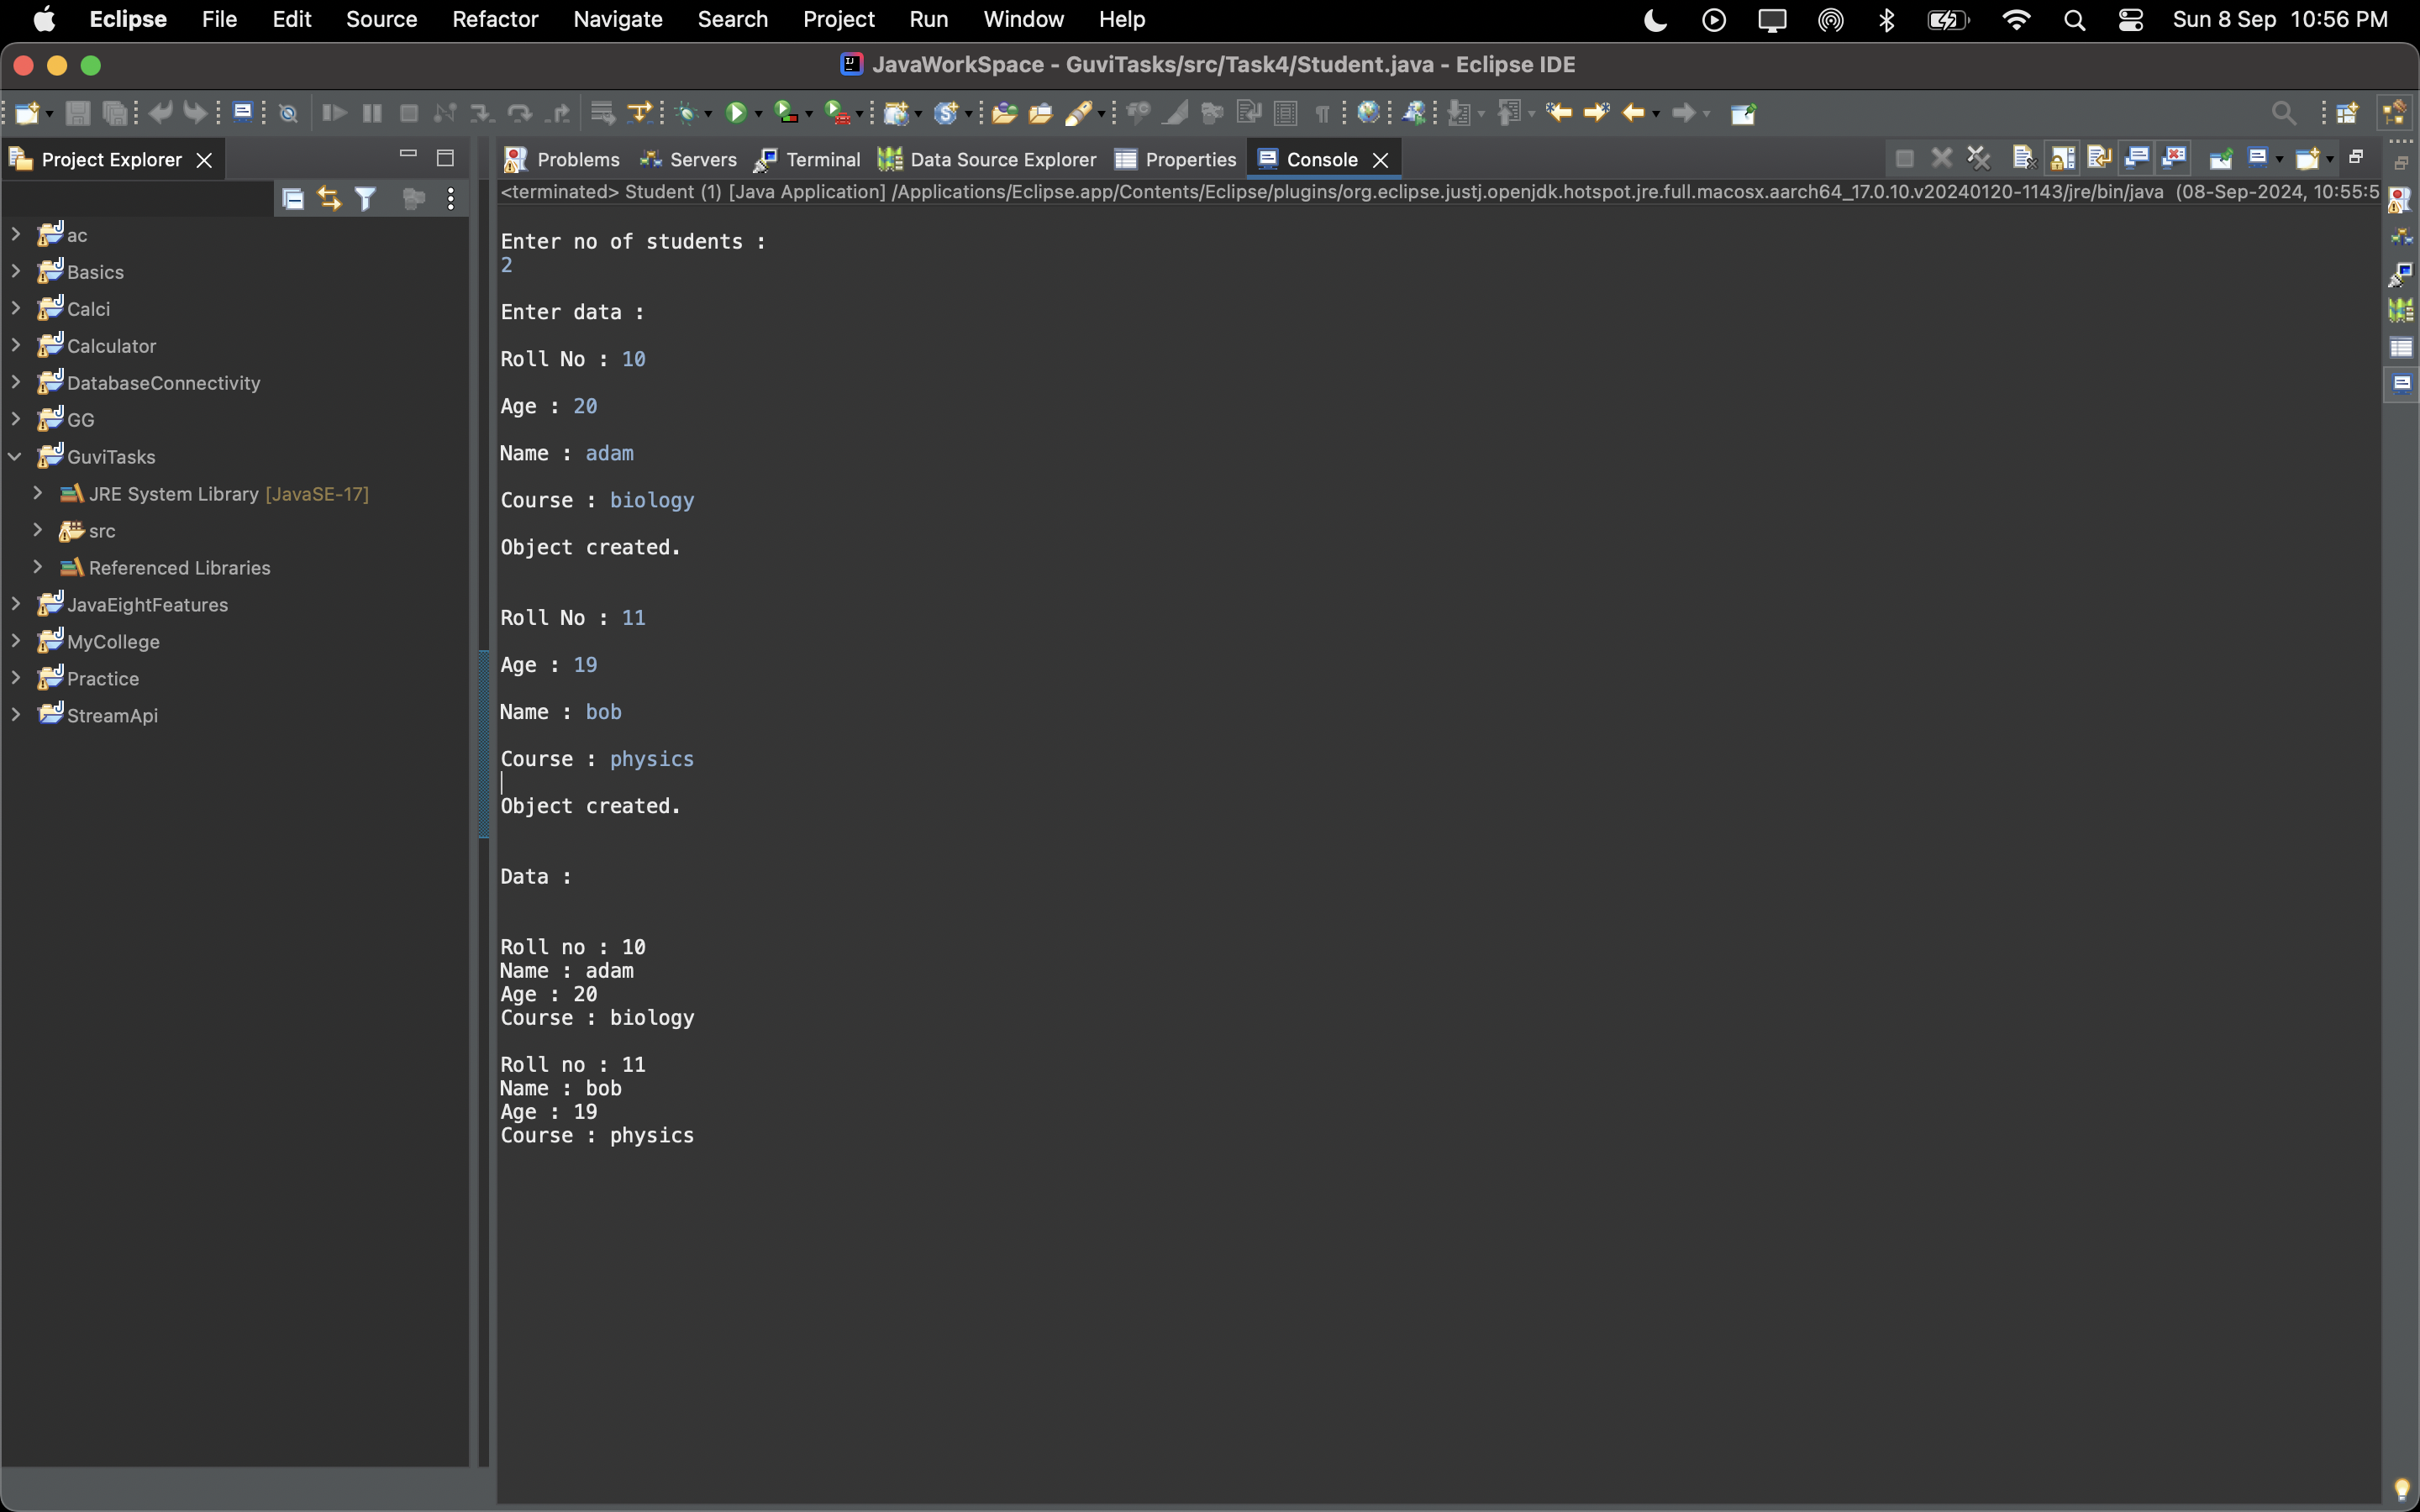 Eclipse File Edit Source Refactor Navigate Search Project Run Window Help Sun 8 Sep 10:56 PM
JavaWorkSpace - GuviTasks/src/Task4/Student.java - Eclipse IDE
Project Explorer
Problems Servers Terminal Data Source Explorer Properties Console
<terminated> Student (1) [Java Application] /Applications/Eclipse.app/Contents/Eclipse/plugins/org.eclipse.justj.openjdk.hotspot.jre.full.macosx.aarch64_17.0.10.v20240120-1143/jre/bin/java (08-Sep-2024, 10:55:5
ac
Basics
Calci
Calculator
DatabaseConnectivity
GG
GuviTasks
JRE System Library [JavaSE-17]
src
Referenced Libraries
JavaEightFeatures
MyCollege
Practice
StreamApi
Enter no of students :
2
Enter data :
Roll No : 10
Age : 20
Name : adam
Course : biology
Object created.
Roll No : 11
Age : 19
Name : bob
Course : physics
Object created.
Data :
Roll no : 10
Name : adam
Age : 20
Course : biology
Roll no : 11
Name : bob
Age : 19
Course : physics